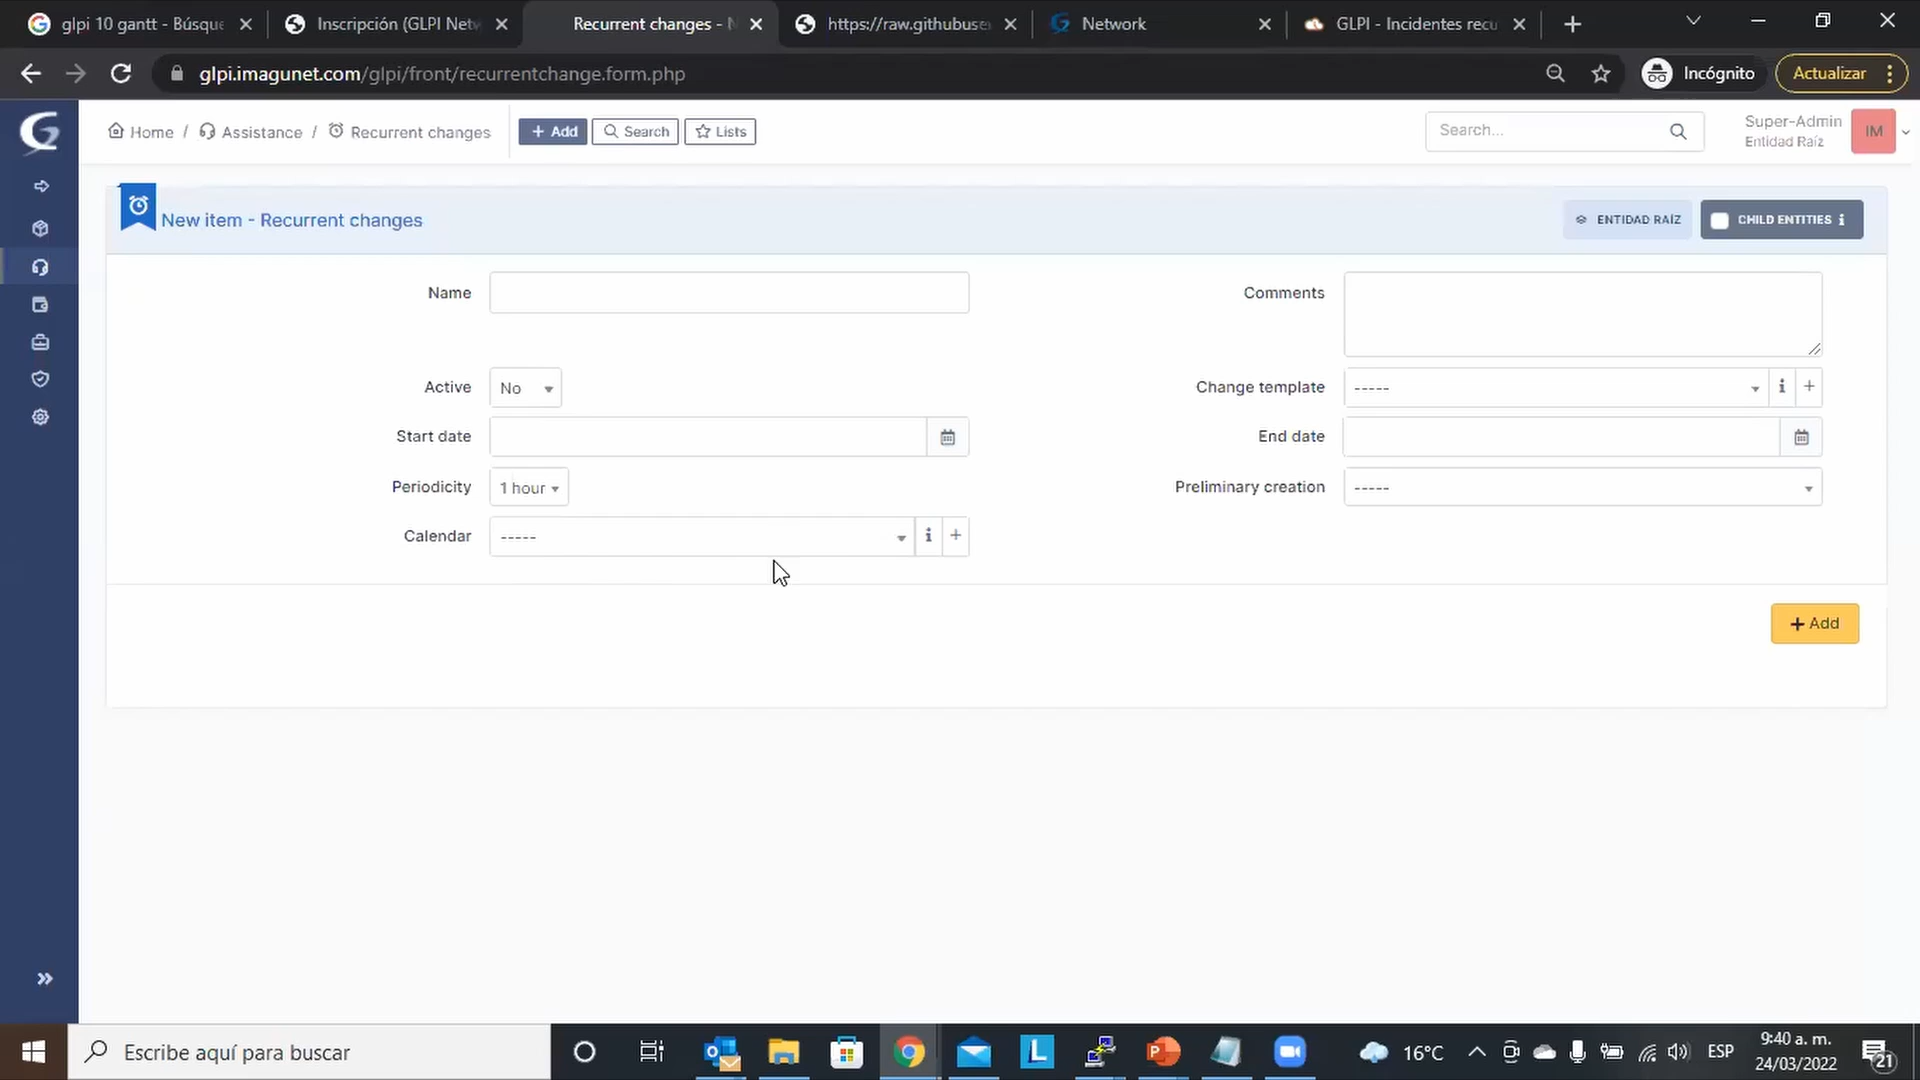 glpi 10 gantt - Búsque
Inscripción (GLPI Netw
Recurrent changes - N
https://raw.githubuse
Network
GLPI - Incidentes recu
glpi.imagunet.com/glpi/front/recurrentchange.form.php
Incógnito
Actualizar
Home / Assistance / Recurrent changes
+ Add
Search
Lists
Search...
Super-Admin
Entidad Raíz
IM
New item - Recurrent changes
ENTIDAD RAÍZ
CHILD ENTITIES i
Name
Comments
Active
No
Change template
-----
i
+
Start date
End date
Periodicity
1 hour
Preliminary creation
-----
Calendar
-----
i
+
+ Add
Escribe aquí para buscar
L
P
16°C
ESP
9:40 a. m.
24/03/2022
21